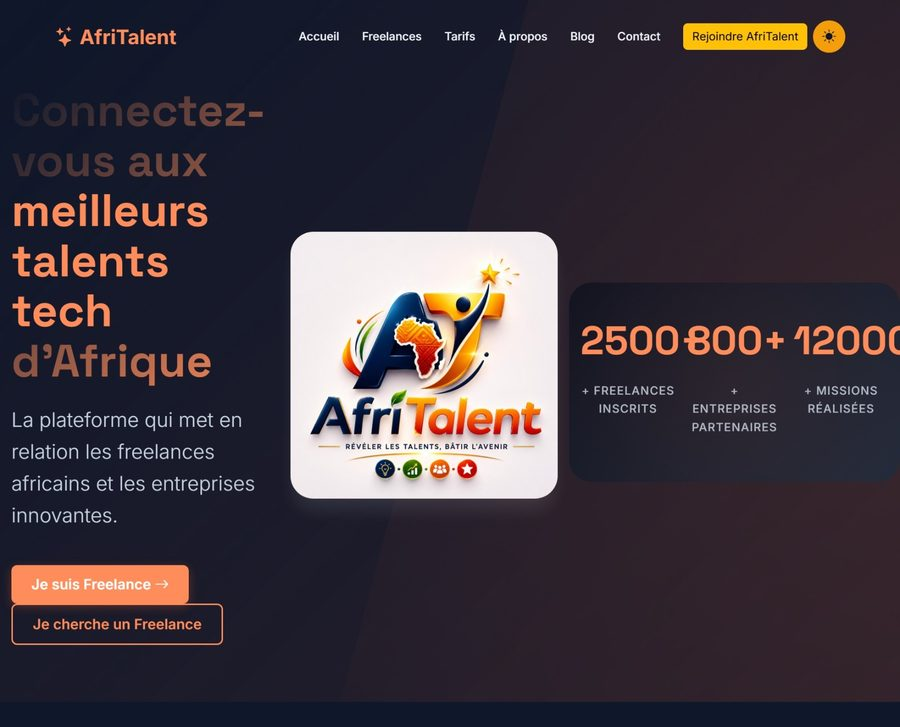 AfriTalent
Accueil
Freelances
Tarifs
À propos
Blog
Contact
Rejoindre AfriTalent
Connectez-
vous aux
meilleurs
talents
tech
d'Afrique
La plateforme qui met en
relation les freelances
africains et les entreprises
innovantes.
Je suis Freelance →
Je cherche un Freelance
AT
AfriTalent
RÉVÉLER LES TALENTS, BÂTIR L'AVENIR
2500+
+ FREELANCES
INSCRITS
800+
+
ENTREPRISES
PARTENAIRES
12000
+ MISSIONS
RÉALISÉES